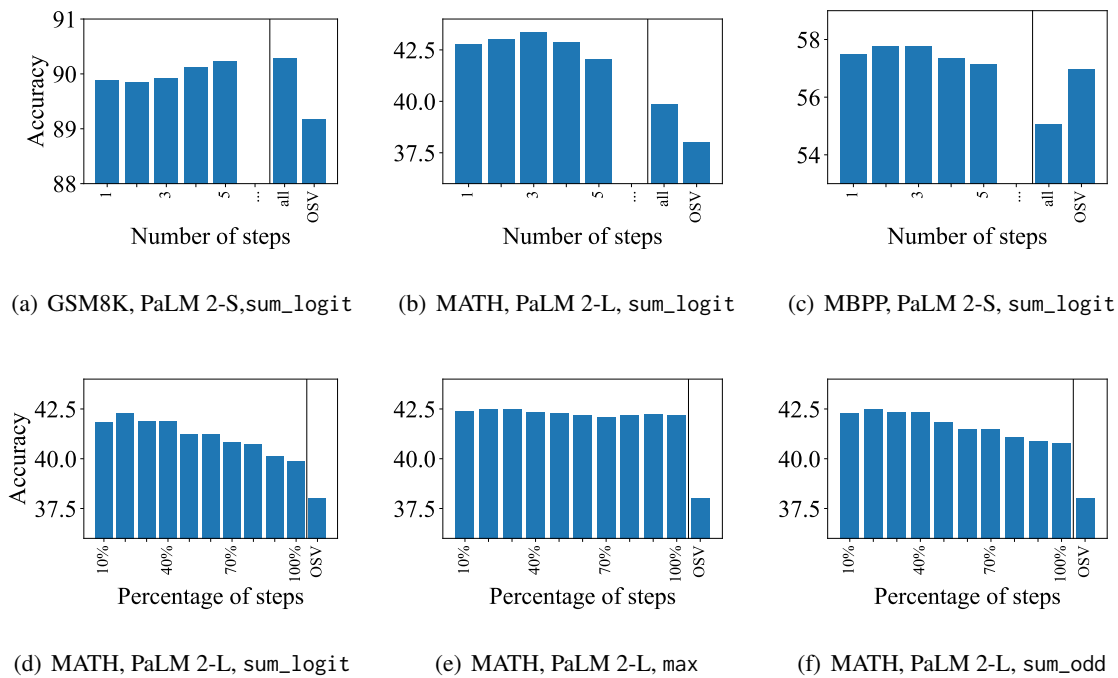 91
90
89
88
Accuracy
1
3
5
...
all
OSV
Number of steps
(a) GSM8K, PaLM 2-S,sum_logit
42.5
40.0
37.5
1
3
5
...
all
OSV
Number of steps
(b) MATH, PaLM 2-L, sum_logit
58
56
54
1
3
5
...
all
OSV
Number of steps
(c) MBPP, PaLM 2-S, sum_logit
42.5
40.0
37.5
Accuracy
10%
40%
70%
100%
OSV
Percentage of steps
(d) MATH, PaLM 2-L, sum_logit
42.5
40.0
37.5
10%
40%
70%
100%
OSV
Percentage of steps
(e) MATH, PaLM 2-L, max
42.5
40.0
37.5
10%
40%
70%
100%
OSV
Percentage of steps
(f) MATH, PaLM 2-L, sum_odd